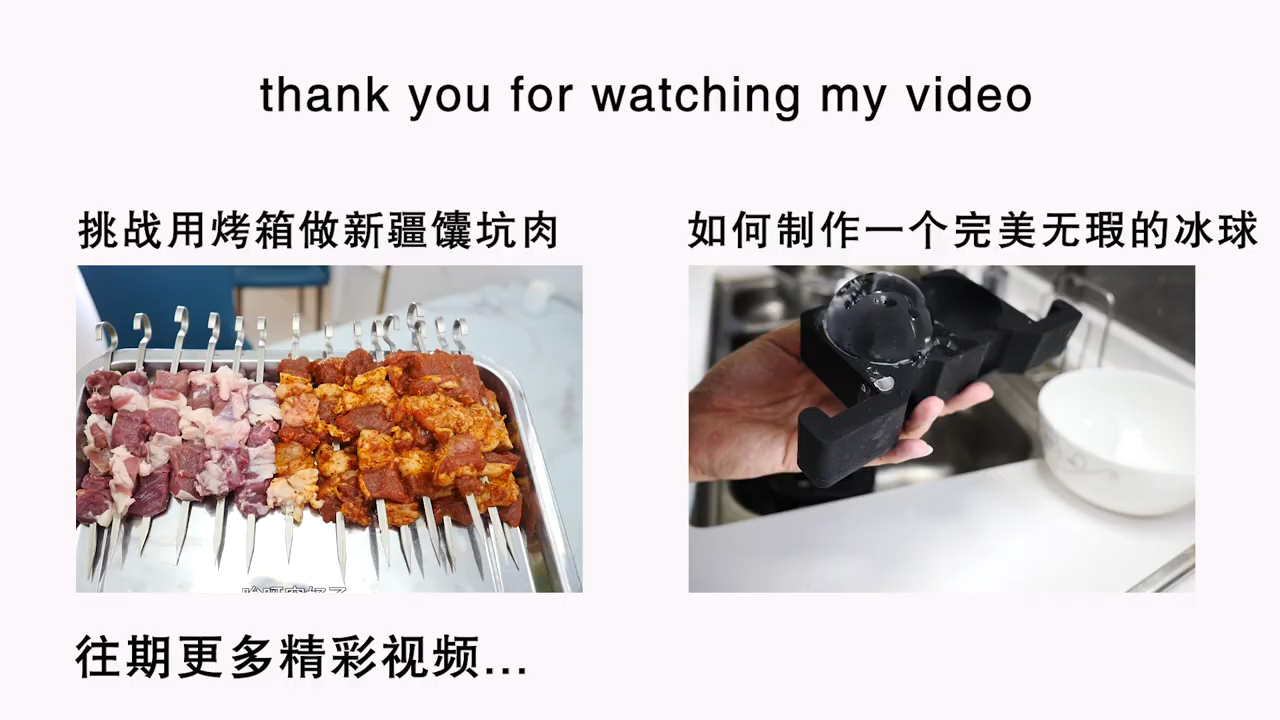 thank you for watching my video
挑战用烤箱做新疆馕坑肉
如何制作一个完美无瑕的冰球
往期更多精彩视频...